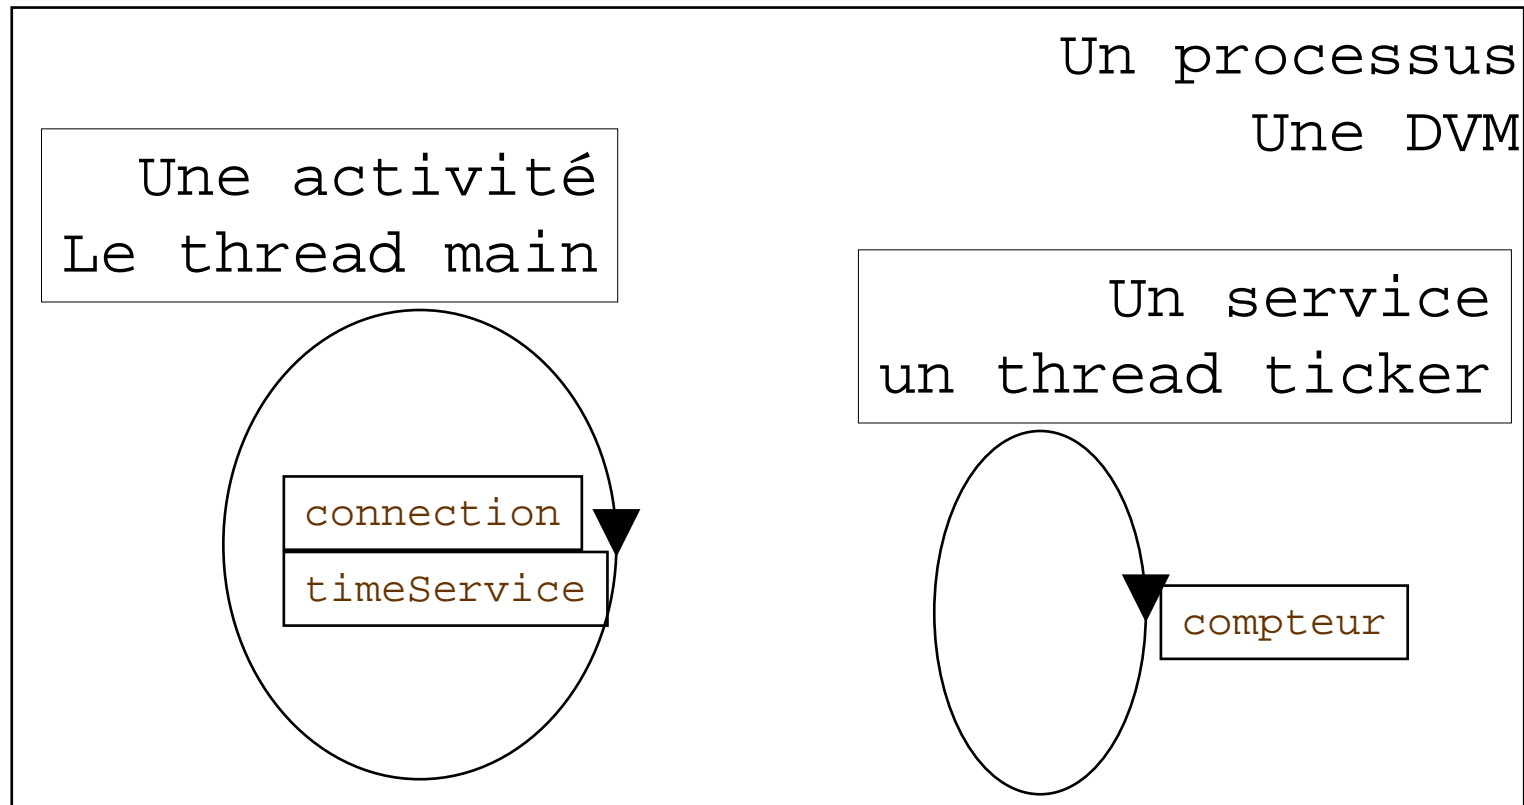 Un processus
Une DVM
Une activité
Le thread main
Un service
un thread ticker
connection
timeService
compteur